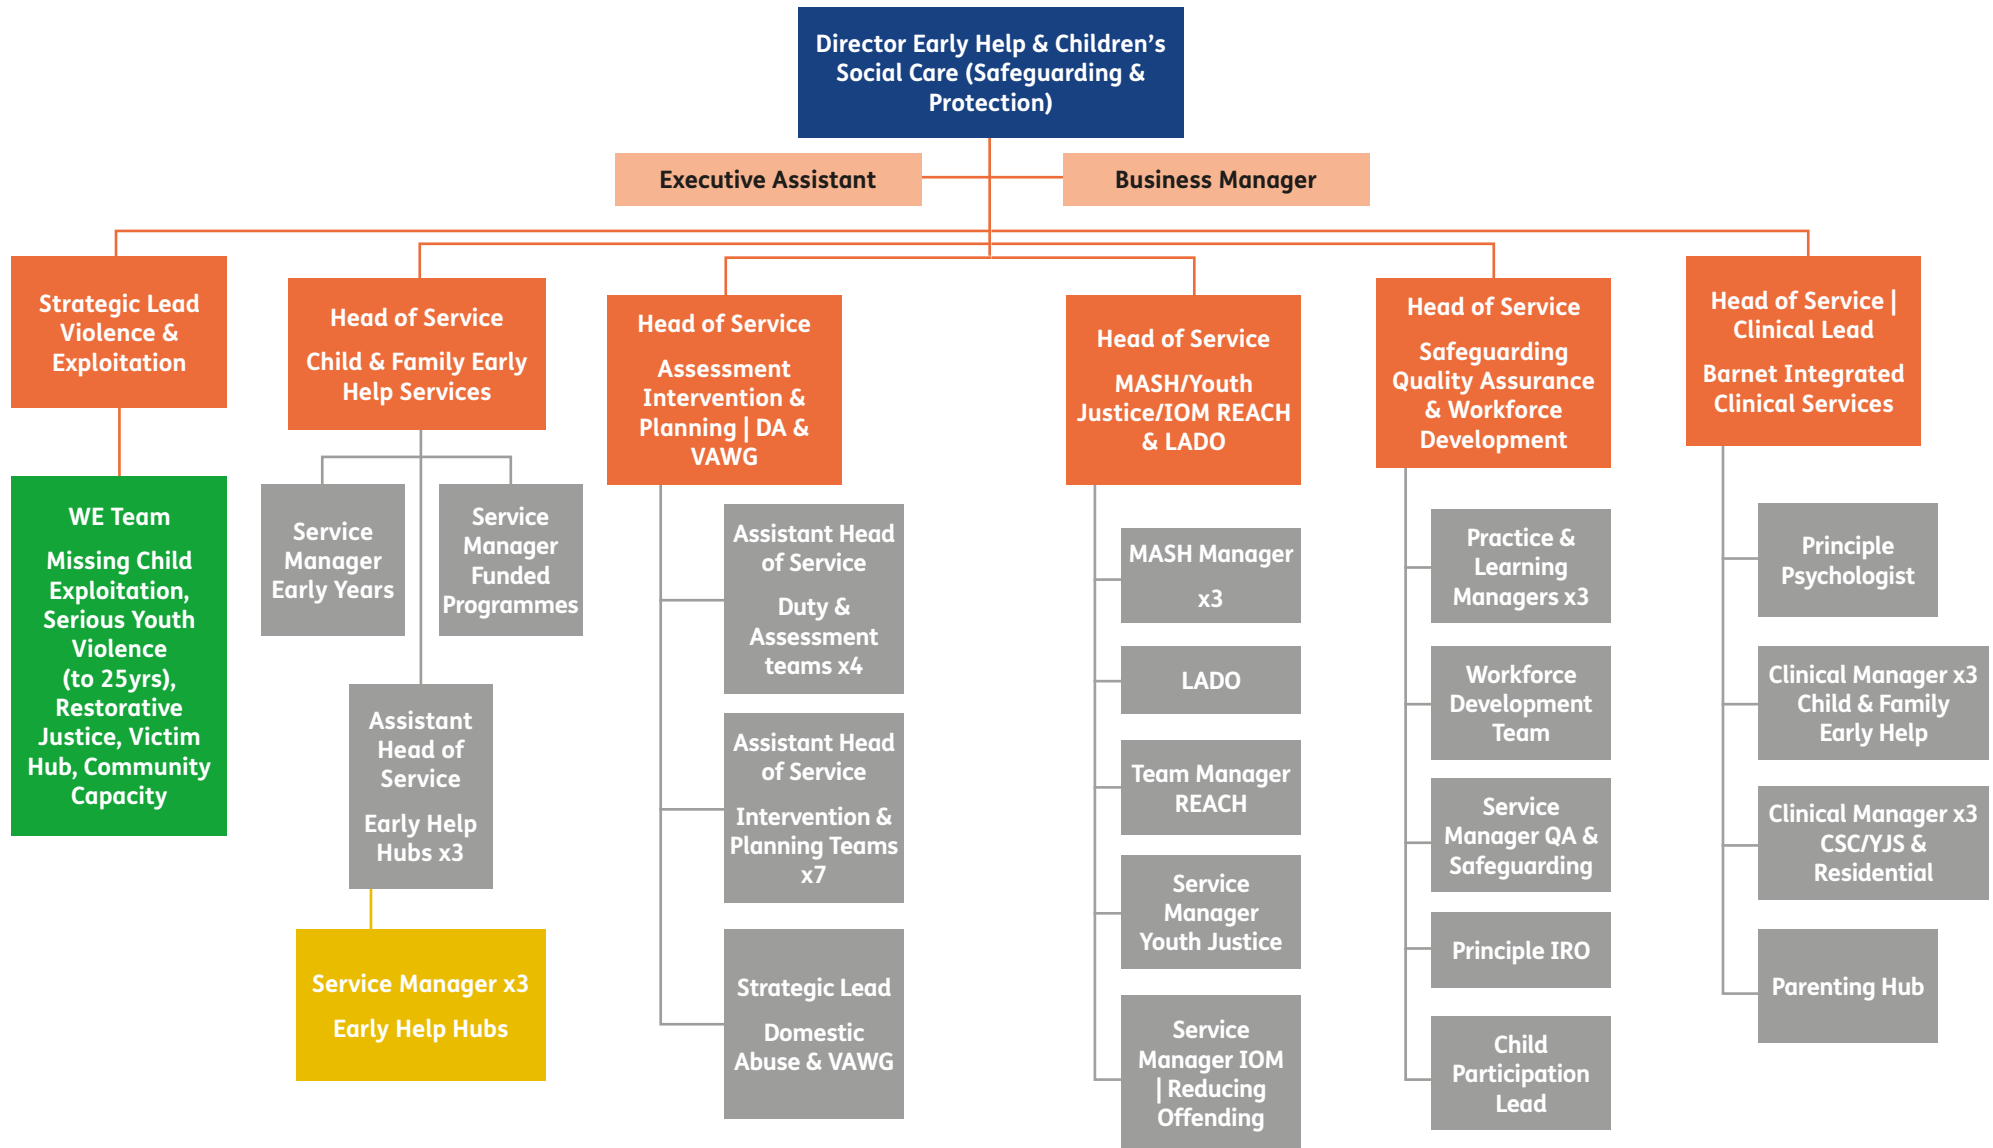 Director Early Help & Children’s
Social Care (Safeguarding &
Protection)
Executive Assistant
Business Manager
Strategic Lead
Violence &
Exploitation
WE Team
Missing Child
Exploitation,
Serious Youth
Violence
(to 25yrs),
Restorative
Justice, Victim
Hub, Community
Capacity
Head of Service
Child & Family Early
Help Services
Service
Manager
Early Years
Service
Manager
Funded
Programmes
Assistant
Head of
Service
Early Help
Hubs x3
Service Manager x3
Early Help Hubs
Head of Service
Assessment
Intervention &
Planning | DA &
VAWG
Assistant Head
of Service
Duty &
Assessment
teams x4
Assistant Head
of Service
Intervention &
Planning Teams
x7
Strategic Lead
Domestic
Abuse & VAWG
Head of Service
MASH/Youth
Justice/IOM REACH
& LADO
MASH Manager
x3
LADO
Team Manager
REACH
Service
Manager
Youth Justice
Service
Manager IOM
| Reducing
Offending
Head of Service
Safeguarding
Quality Assurance
& Workforce
Development
Practice &
Learning
Managers x3
Workforce
Development
Team
Service
Manager QA &
Safeguarding
Principle IRO
Child
Participation
Lead
Head of Service |
Clinical Lead
Barnet Integrated
Clinical Services
Principle
Psychologist
Clinical Manager x3
Child & Family
Early Help
Clinical Manager x3
CSC/YJS &
Residential
Parenting Hub